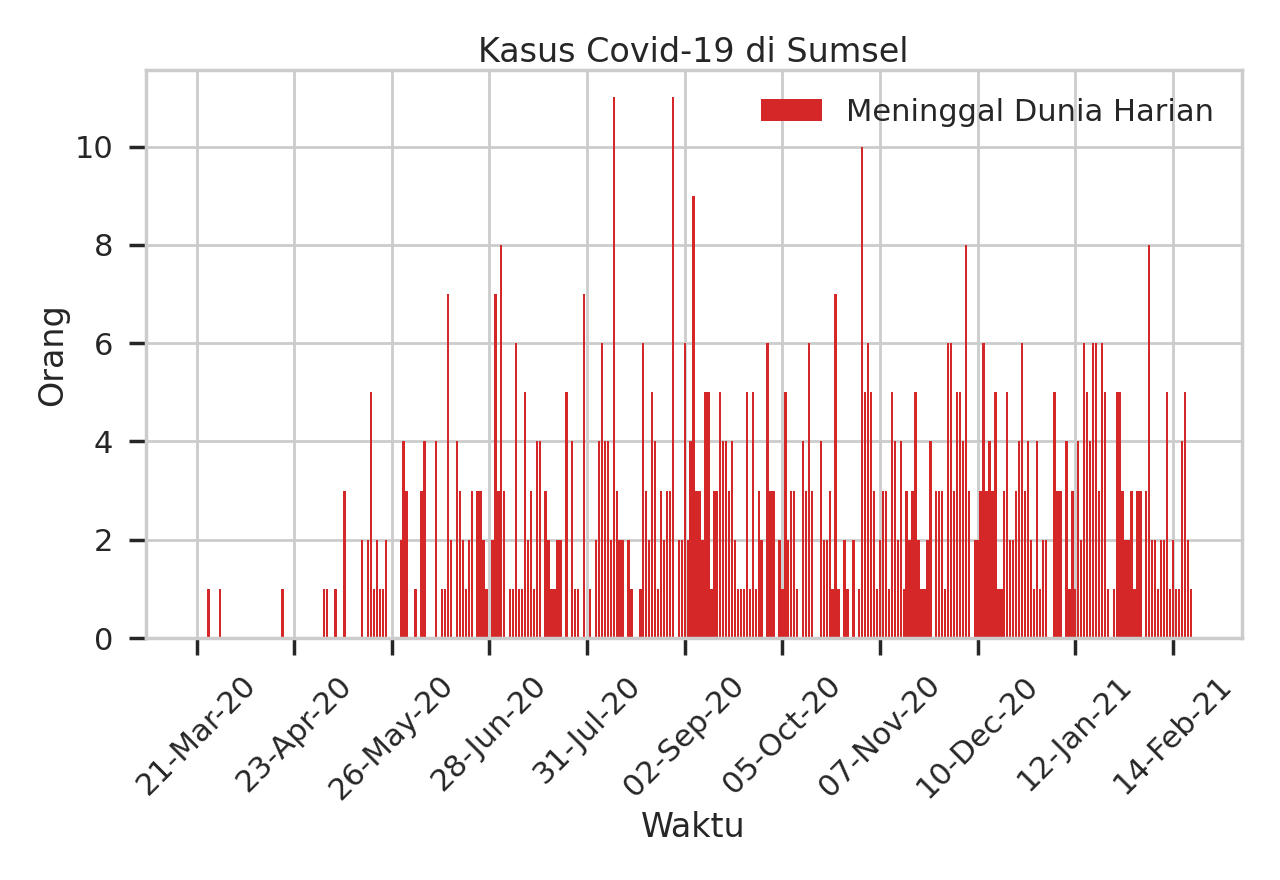 Kasus Covid-19 di Sumsel
Meninggal Dunia Harian
Orang
10
8
6
4
2
0
21-Mar-20
23-Apr-20
26-May-20
28-Jun-20
31-Jul-20
02-Sep-20
05-Oct-20
07-Nov-20
10-Dec-20
12-Jan-21
14-Feb-21
Waktu